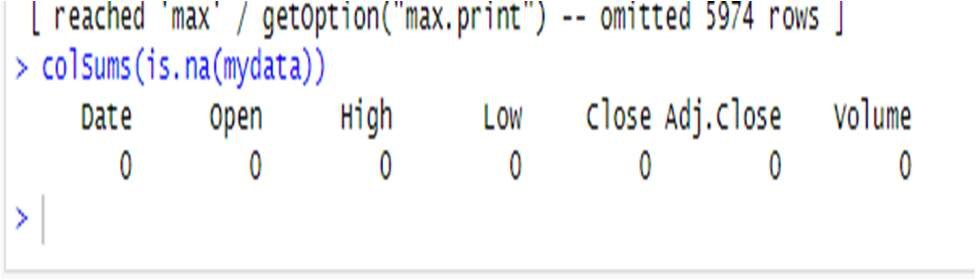 [ reached 'max' / getOption("max.print") -- omitted 5974 rows ]
> colSums(is.na(mydata))
Date Open High Low Close Adj.Close Volume
0 0 0 0 0 0 0
>